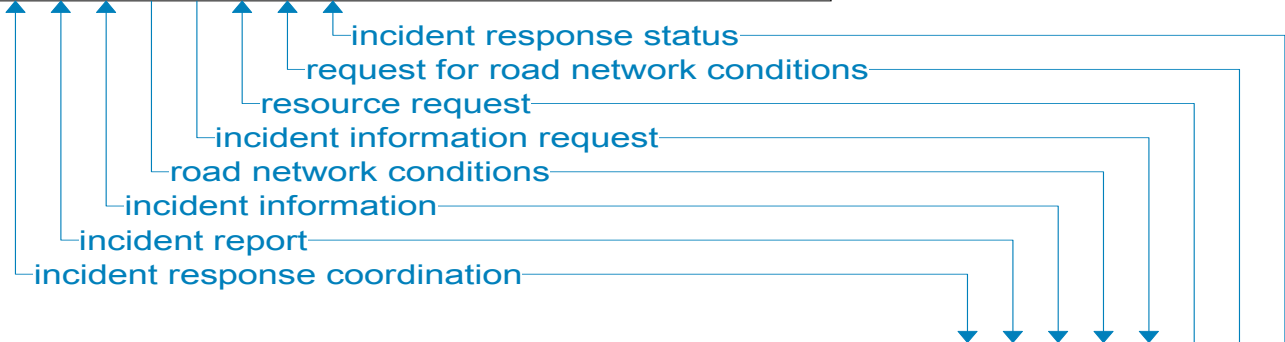 incident response status
request for road network conditions
resource request
incident information request
road network conditions
incident information
incident report
incident response coordination